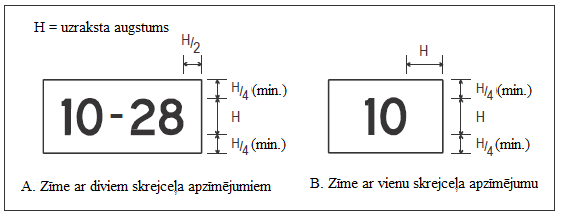 H = uzraksta augstums
H/2
H/4 (min.)
10-28
H
H/4 (min.)
A. Zīme ar diviem skrejceļa apzīmējumiem
H
H/4 (min.)
10
H
H/4 (min.)
B. Zīme ar vienu skrejceļa apzīmējumu